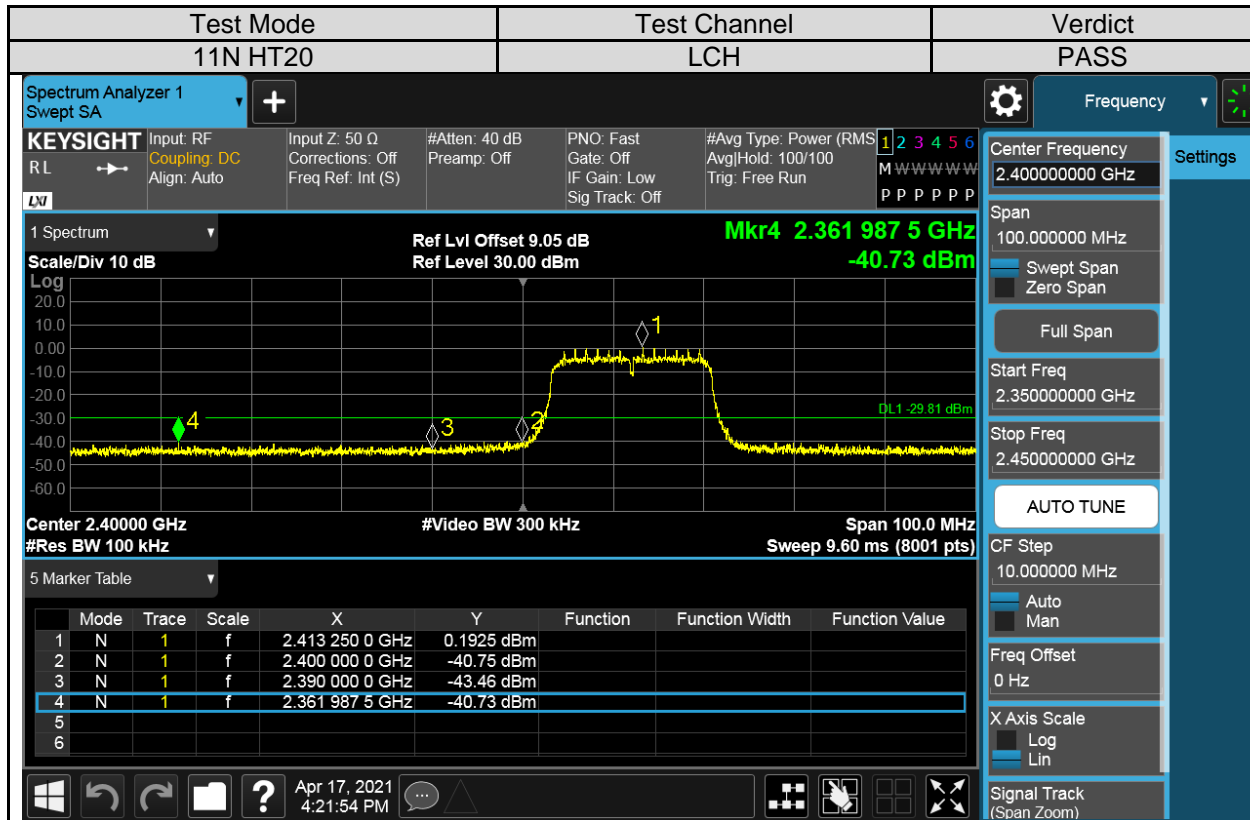 Test Mode Test Channel Verdict
11N HT20 LCH PASS
Spectrum Analyzer 1
Swept SA
+
Frequency
KEYSIGHT
R L
LXI
Input: RF
Coupling: DC
Align: Auto
Input Z: 50 Ω
Corrections: Off
Freq Ref: Int (S)
#Atten: 40 dB
Preamp: Off
PNO: Fast
Gate: Off
IF Gain: Low
Sig Track: Off
#Avg Type: Power (RMS
Avg|Hold: 100/100
Trig: Free Run
1 2 3 4 5 6
M W W W W W
P P P P P P
1 Spectrum
Scale/Div 10 dB
Ref Lvl Offset 9.05 dB
Ref Level 30.00 dBm
Mkr4 2.361 987 5 GHz
-40.73 dBm
Log
20.0
10.0
0.00
-10.0
-20.0
-30.0
-40.0
-50.0
-60.0
1
2
3
4
DL1 -29.81 dBm
Center 2.40000 GHz #Video BW 300 kHz Span 100.0 MHz
#Res BW 100 kHz Sweep 9.60 ms (8001 pts)
5 Marker Table
Mode Trace Scale X Y Function Function Width Function Value
1 N 1 f 2.413 250 0 GHz 0.1925 dBm
2 N 1 f 2.400 000 0 GHz -40.75 dBm
3 N 1 f 2.390 000 0 GHz -43.46 dBm
4 N 1 f 2.361 987 5 GHz -40.73 dBm
5
6
?
Apr 17, 2021
4:21:54 PM
Center Frequency
2.400000000 GHz
Settings
Span
100.000000 MHz
Swept Span
Zero Span
Full Span
Start Freq
2.350000000 GHz
Stop Freq
2.450000000 GHz
AUTO TUNE
CF Step
10.000000 MHz
Auto
Man
Freq Offset
0 Hz
X Axis Scale
Log
Lin
Signal Track
(Span Zoom)